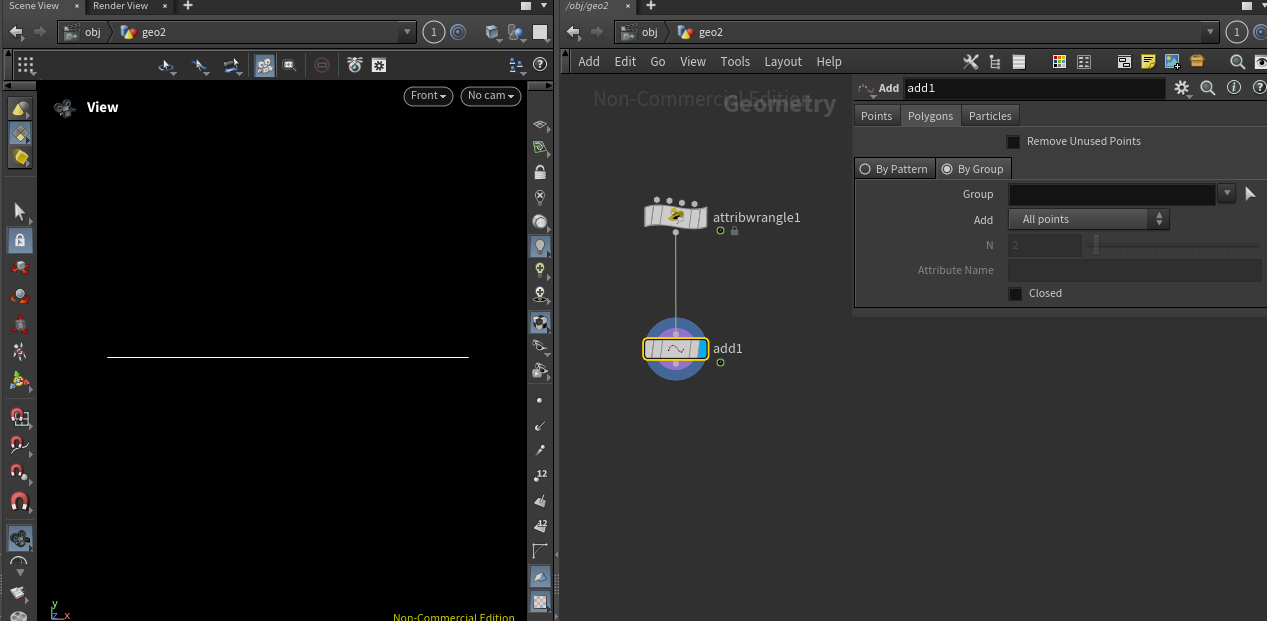 Scene View × Render View × +
/obj/geo2 × +
obj geo2 1
obj geo2 1
Add Edit Go View Tools Layout Help
View
Front No cam
Non-Commercial Edition
Geometry
Add add1
Points Polygons Particles
Remove Unused Points
By Pattern By Group
Group
Add All points
N 2
Attribute Name
Closed
attribwrangle1
add1
12
12
y
z x
Non-Commercial Edition